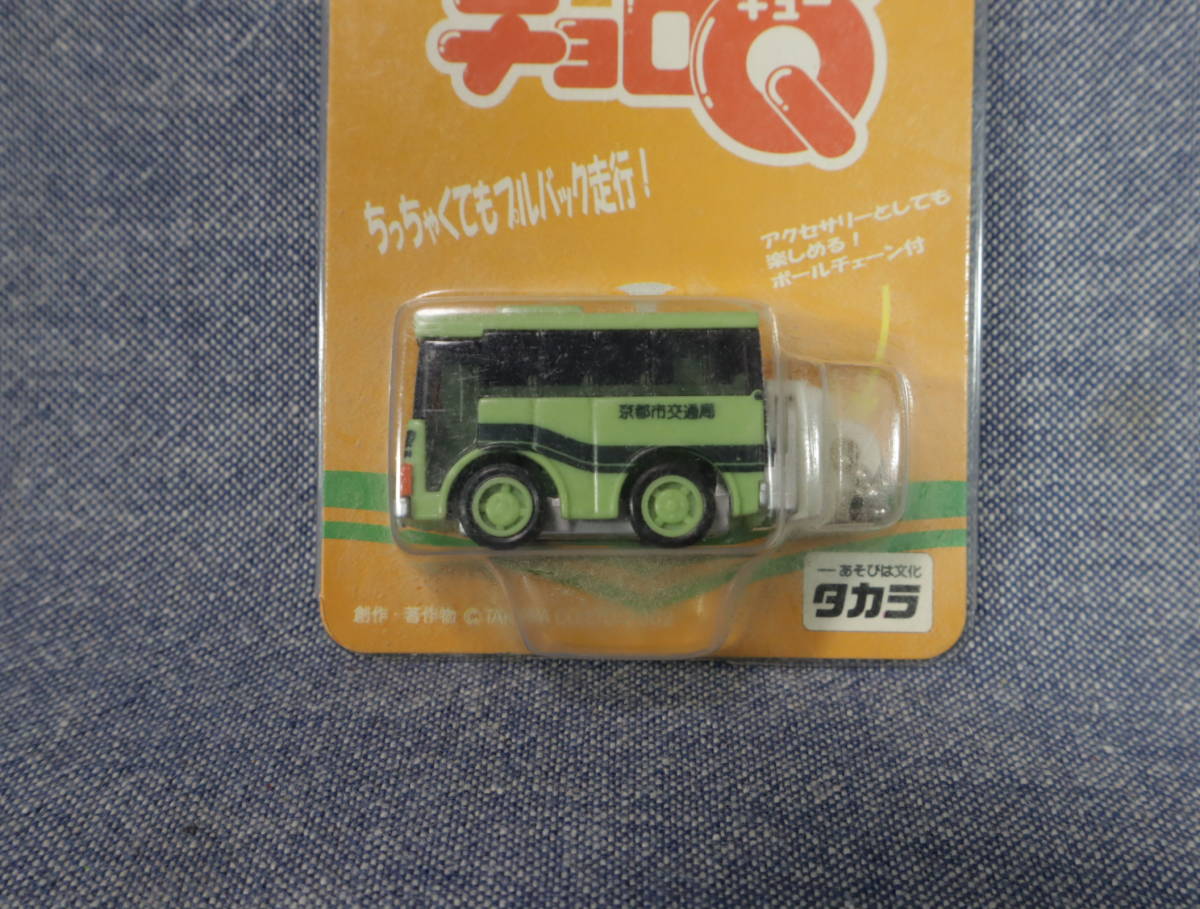 チョロQ
キュー
ちっちゃくてもプルバック走行！
アクセサリーとしても
楽しめる！
ボールチェーン付
京都市交通局
―あそびは文化
タカラ
創作・著作物 ©